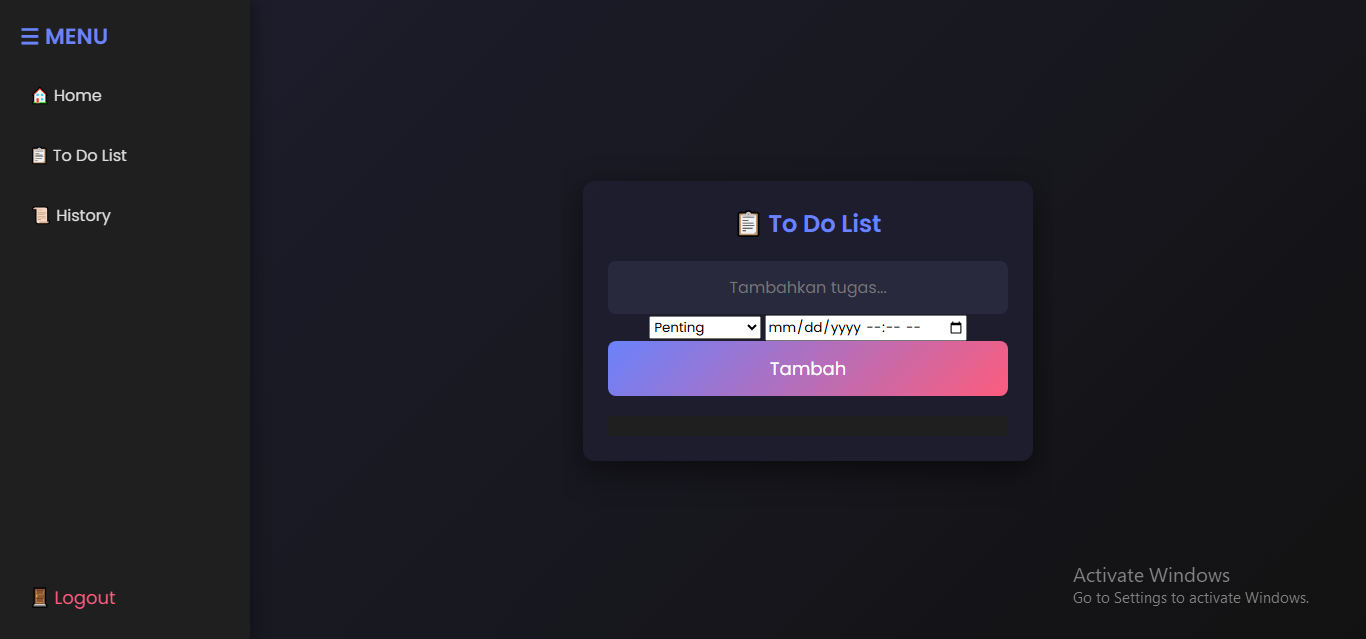 ☰ MENU
🏠 Home
📋 To Do List
📜 History
🚪 Logout
📋 To Do List
Tambahkan tugas...
Penting mm/dd/yyyy --:-- --
Tambah
Activate Windows
Go to Settings to activate Windows.